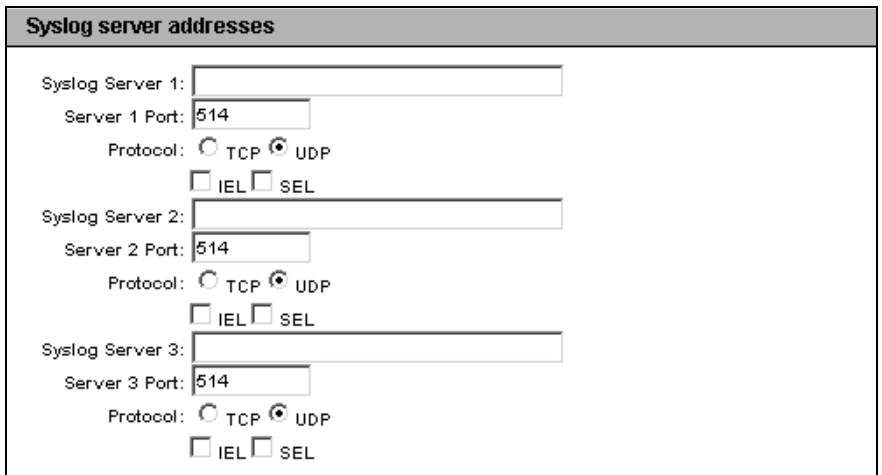 Syslog server addresses
Syslog Server 1:
Server 1 Port: 514
Protocol: TCP UDP
IEL SEL
Syslog Server 2:
Server 2 Port: 514
Protocol: TCP UDP
IEL SEL
Syslog Server 3:
Server 3 Port: 514
Protocol: TCP UDP
IEL SEL